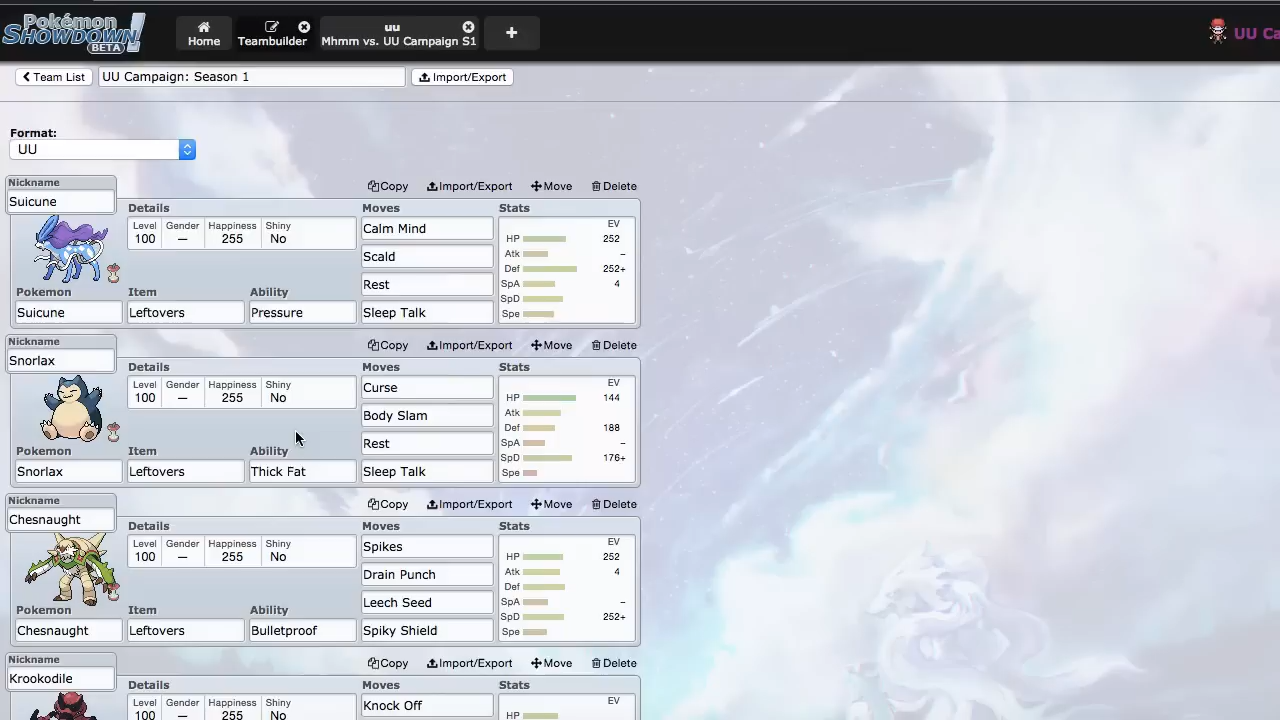 Pokémon
SHOWDOWN!
BETA
Home
Teambuilder
uu
Mhmm vs. UU Campaign S1
+
UU Ca
Team List
UU Campaign: Season 1
Import/Export
Format:
UU
Nickname
Suicune
Copy Import/Export Move Delete
Details Moves Stats
Level Gender Happiness Shiny
100 — 255 No
Pokemon Item Ability
Suicune Leftovers Pressure
Calm Mind
Scald
Rest
Sleep Talk
EV
HP 252
Atk –
Def 252+
SpA 4
SpD
Spe
Nickname
Snorlax
Copy Import/Export Move Delete
Details Moves Stats
Level Gender Happiness Shiny
100 — 255 No
Pokemon Item Ability
Snorlax Leftovers Thick Fat
Curse
Body Slam
Rest
Sleep Talk
EV
HP 144
Atk
Def 188
SpA –
SpD 176+
Spe
Nickname
Chesnaught
Copy Import/Export Move Delete
Details Moves Stats
Level Gender Happiness Shiny
100 — 255 No
Pokemon Item Ability
Chesnaught Leftovers Bulletproof
Spikes
Drain Punch
Leech Seed
Spiky Shield
EV
HP 252
Atk 4
Def
SpA –
SpD 252+
Spe
Nickname
Krookodile
Copy Import/Export Move Delete
Details Moves Stats
Level Gender Happiness Shiny
100 — 255 No
Knock Off
EV
HP